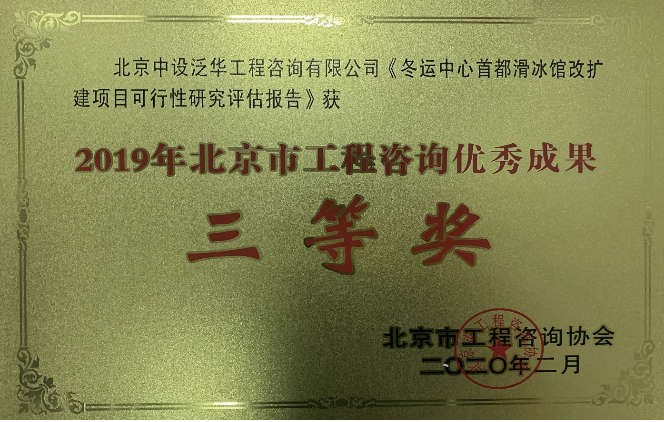 北京中设泛华工程咨询有限公司《冬运中心首都滑冰馆改扩
建项目可行性研究评估报告》获
2019年北京市工程咨询优秀成果
三等奖
北京市工程咨询协会
二〇二〇年二月